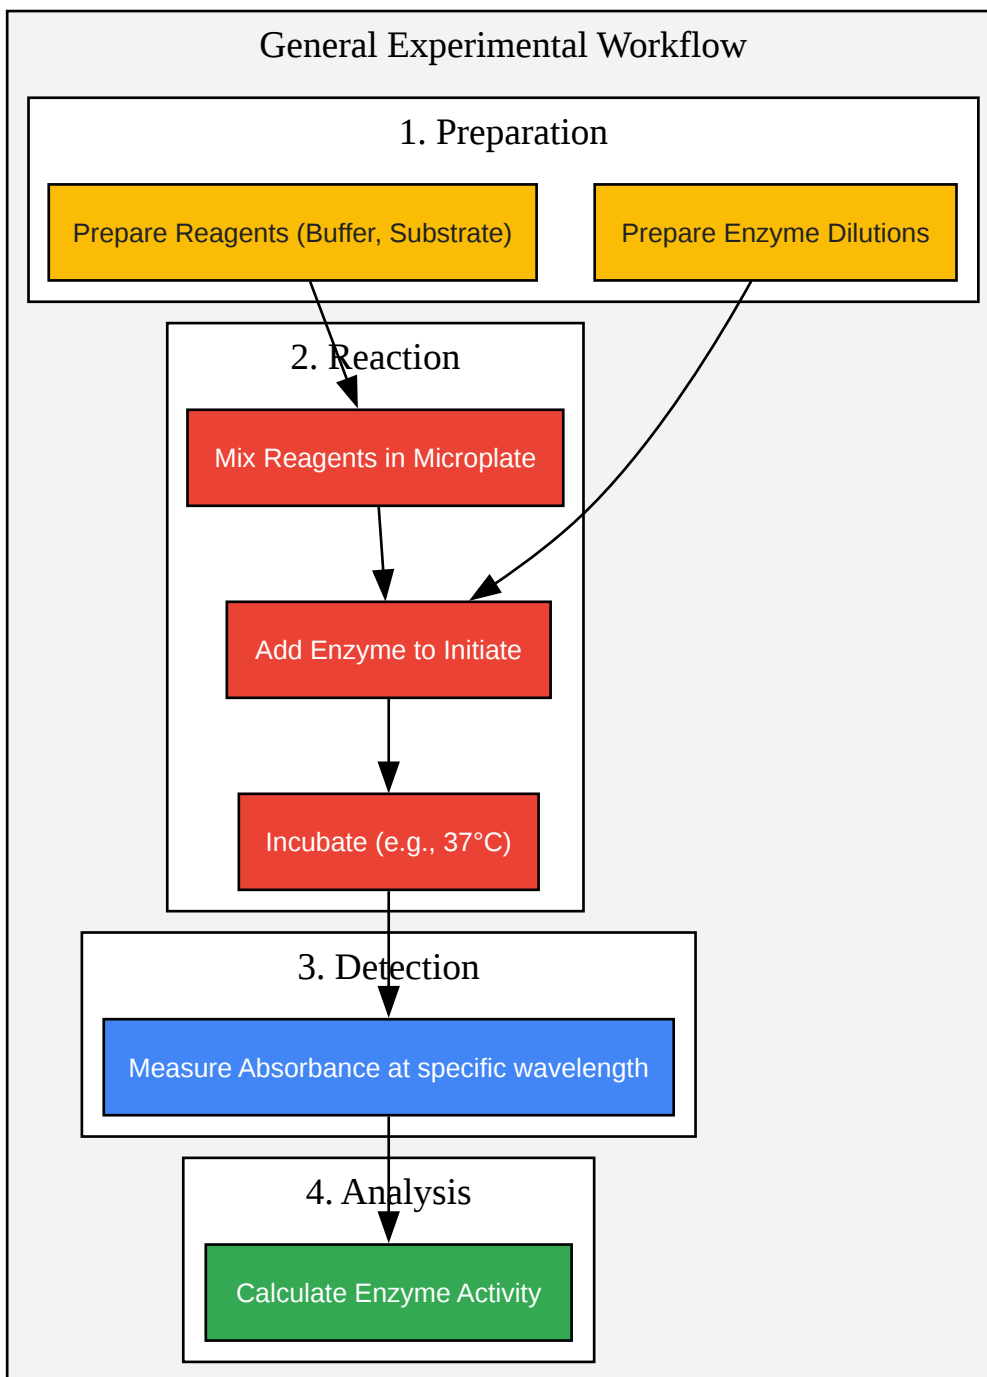 General Experimental Workflow
1. Preparation
Prepare Reagents (Buffer, Substrate)
Prepare Enzyme Dilutions
2. Reaction
Mix Reagents in Microplate
Add Enzyme to Initiate
Incubate (e.g., 37°C)
3. Detection
Measure Absorbance at specific wavelength
4. Analysis
Calculate Enzyme Activity